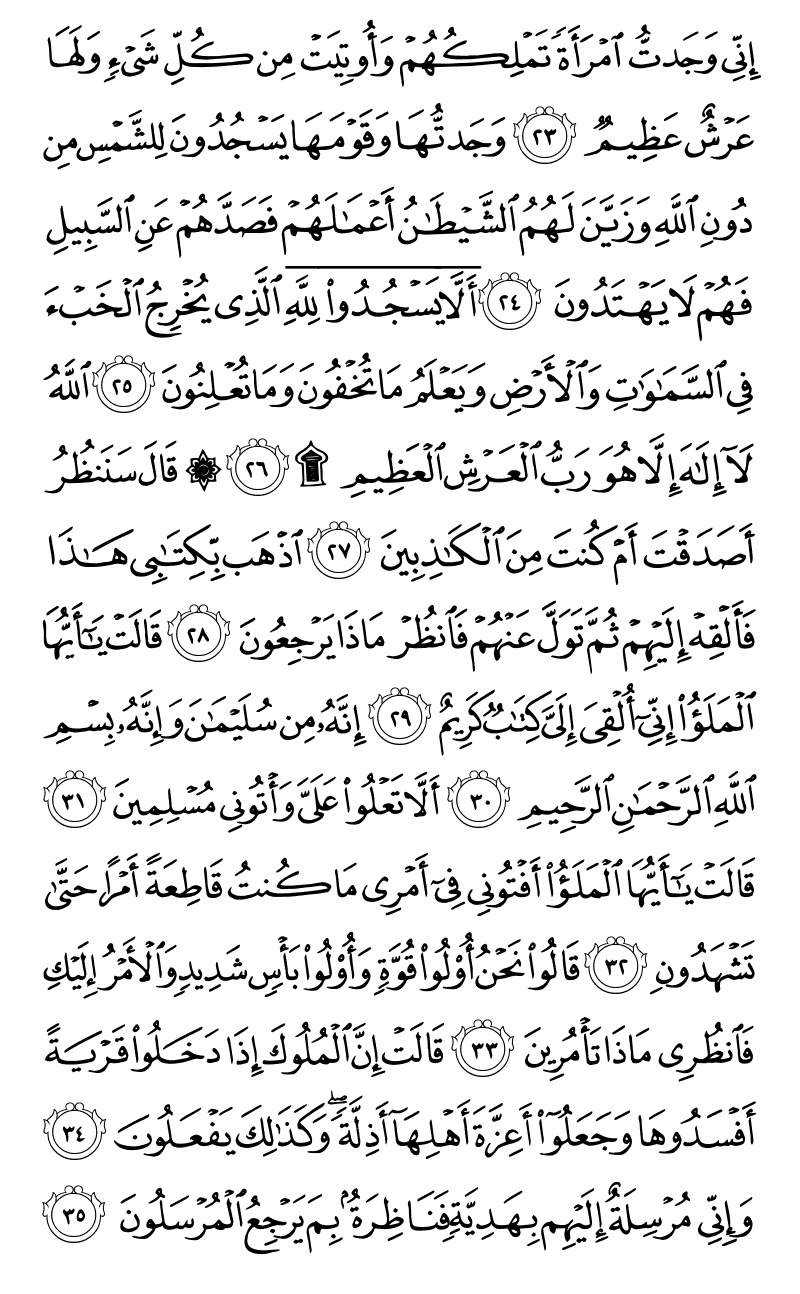 إِنِّى وَجَدتُّ ٱمْرَأَةً تَمْلِكُهُمْ وَأُوتِيَتْ مِن كُلِّ شَىْءٍ وَلَهَا
عَرْشٌ عَظِيمٌ ٢٣ وَجَدتُّهَا وَقَوْمَهَا يَسْجُدُونَ لِلشَّمْسِ مِن
دُونِ ٱللَّهِ وَزَيَّنَ لَهُمُ ٱلشَّيْطَٰنُ أَعْمَٰلَهُمْ فَصَدَّهُمْ عَنِ ٱلسَّبِيلِ
فَهُمْ لَا يَهْتَدُونَ ٢٤ أَلَّا يَسْجُدُوا۟ لِلَّهِ ٱلَّذِى يُخْرِجُ ٱلْخَبْءَ
فِى ٱلسَّمَٰوَٰتِ وَٱلْأَرْضِ وَيَعْلَمُ مَا تُخْفُونَ وَمَا تُعْلِنُونَ ٢٥ ٱللَّهُ
لَآ إِلَٰهَ إِلَّا هُوَ رَبُّ ٱلْعَرْشِ ٱلْعَظِيمِ ۩ ٢٦ ۞ قَالَ سَنَنظُرُ
أَصَدَقْتَ أَمْ كُنتَ مِنَ ٱلْكَٰذِبِينَ ٢٧ ٱذْهَب بِّكِتَٰبِى هَٰذَا
فَأَلْقِهْ إِلَيْهِمْ ثُمَّ تَوَلَّ عَنْهُمْ فَٱنظُرْ مَاذَا يَرْجِعُونَ ٢٨ قَالَتْ يَٰٓأَيُّهَا
ٱلْمَلَؤُا۟ إِنِّىٓ أُلْقِىَ إِلَىَّ كِتَٰبٌ كَرِيمٌ ٢٩ إِنَّهُۥ مِن سُلَيْمَٰنَ وَإِنَّهُۥ بِسْمِ
ٱللَّهِ ٱلرَّحْمَٰنِ ٱلرَّحِيمِ ٣٠ أَلَّا تَعْلُوا۟ عَلَىَّ وَأْتُونِى مُسْلِمِينَ ٣١
قَالَتْ يَٰٓأَيُّهَا ٱلْمَلَؤُا۟ أَفْتُونِى فِىٓ أَمْرِى مَا كُنتُ قَاطِعَةً أَمْرًا حَتَّىٰ
تَشْهَدُونِ ٣٢ قَالُوا۟ نَحْنُ أُو۟لُوا۟ قُوَّةٍ وَأُو۟لُوا۟ بَأْسٍ شَدِيدٍ وَٱلْأَمْرُ إِلَيْكِ
فَٱنظُرِى مَاذَا تَأْمُرِينَ ٣٣ قَالَتْ إِنَّ ٱلْمُلُوكَ إِذَا دَخَلُوا۟ قَرْيَةً
أَفْسَدُوهَا وَجَعَلُوٓا۟ أَعِزَّةَ أَهْلِهَآ أَذِلَّةً ۖ وَكَذَٰلِكَ يَفْعَلُونَ ٣٤
وَإِنِّى مُرْسِلَةٌ إِلَيْهِم بِهَدِيَّةٍ فَنَاظِرَةٌۢ بِمَ يَرْجِعُ ٱلْمُرْسَلُونَ ٣٥